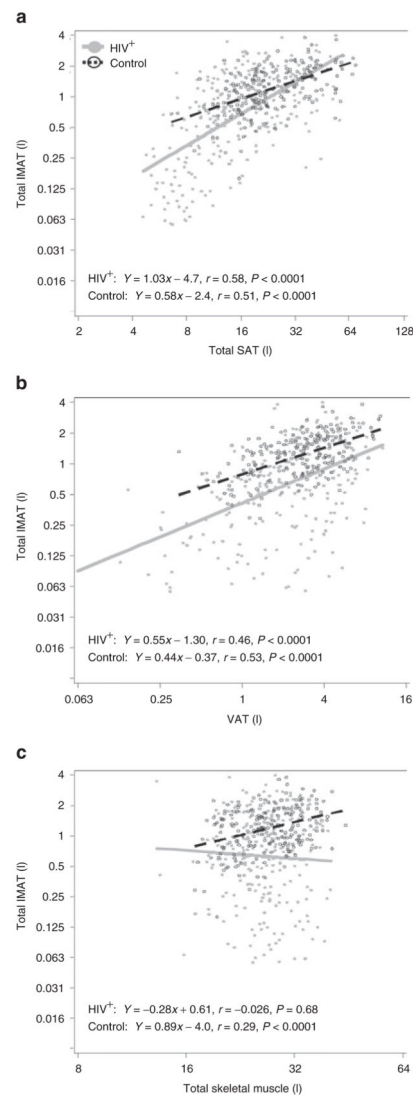 a
HIV+
Control
4
2
1
0.5
0.25
0.125
0.063
0.031
0.016
Total IMAT (l)
HIV+: Y = 1.03x – 4.7, r = 0.58, P < 0.0001
Control: Y = 0.58x – 2.4, r = 0.51, P < 0.0001
2 4 8 16 32 64 128
Total SAT (l)
b
4
2
1
0.5
0.25
0.125
0.063
0.031
0.016
Total IMAT (l)
HIV+: Y = 0.55x – 1.30, r = 0.46, P < 0.0001
Control: Y = 0.44x – 0.37, r = 0.53, P < 0.0001
0.063 0.25 1 4 16
VAT (l)
c
4
2
1
0.5
0.25
0.125
0.063
0.031
0.016
Total IMAT (l)
HIV+: Y = –0.28x + 0.61, r = –0.026, P = 0.68
Control: Y = 0.89x – 4.0, r = 0.29, P < 0.0001
8 16 32 64
Total skeletal muscle (l)